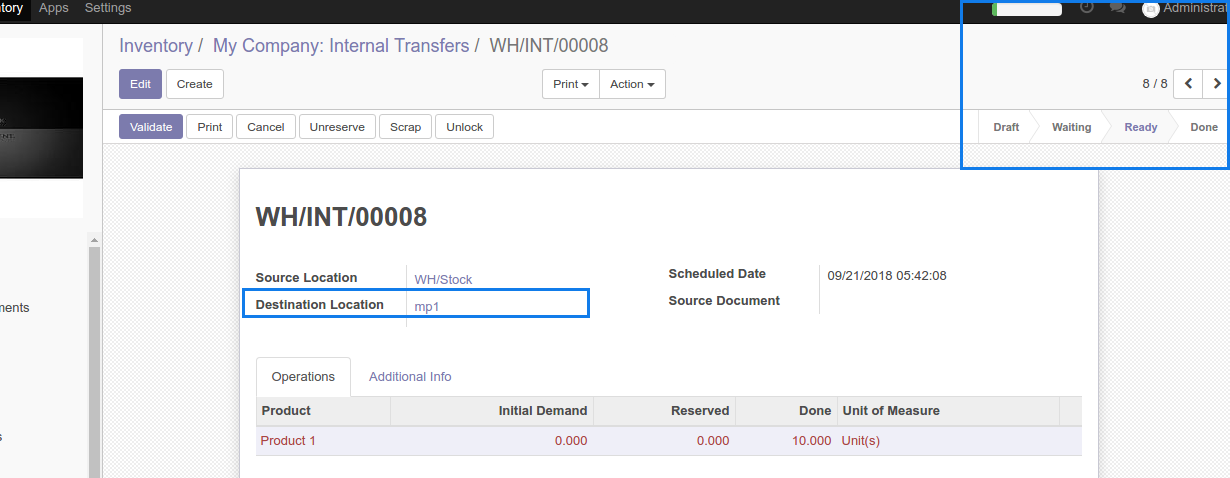 tory Apps Settings Administrat
Inventory / My Company: Internal Transfers / WH/INT/00008
Edit Create Print Action 8 / 8
Validate Print Cancel Unreserve Scrap Unlock Draft Waiting Ready Done
WH/INT/00008
Source Location WH/Stock Scheduled Date 09/21/2018 05:42:08
Destination Location mp1 Source Document
ments
Operations Additional Info
Product Initial Demand Reserved Done Unit of Measure
Product 1 0.000 0.000 10.000 Unit(s)
s